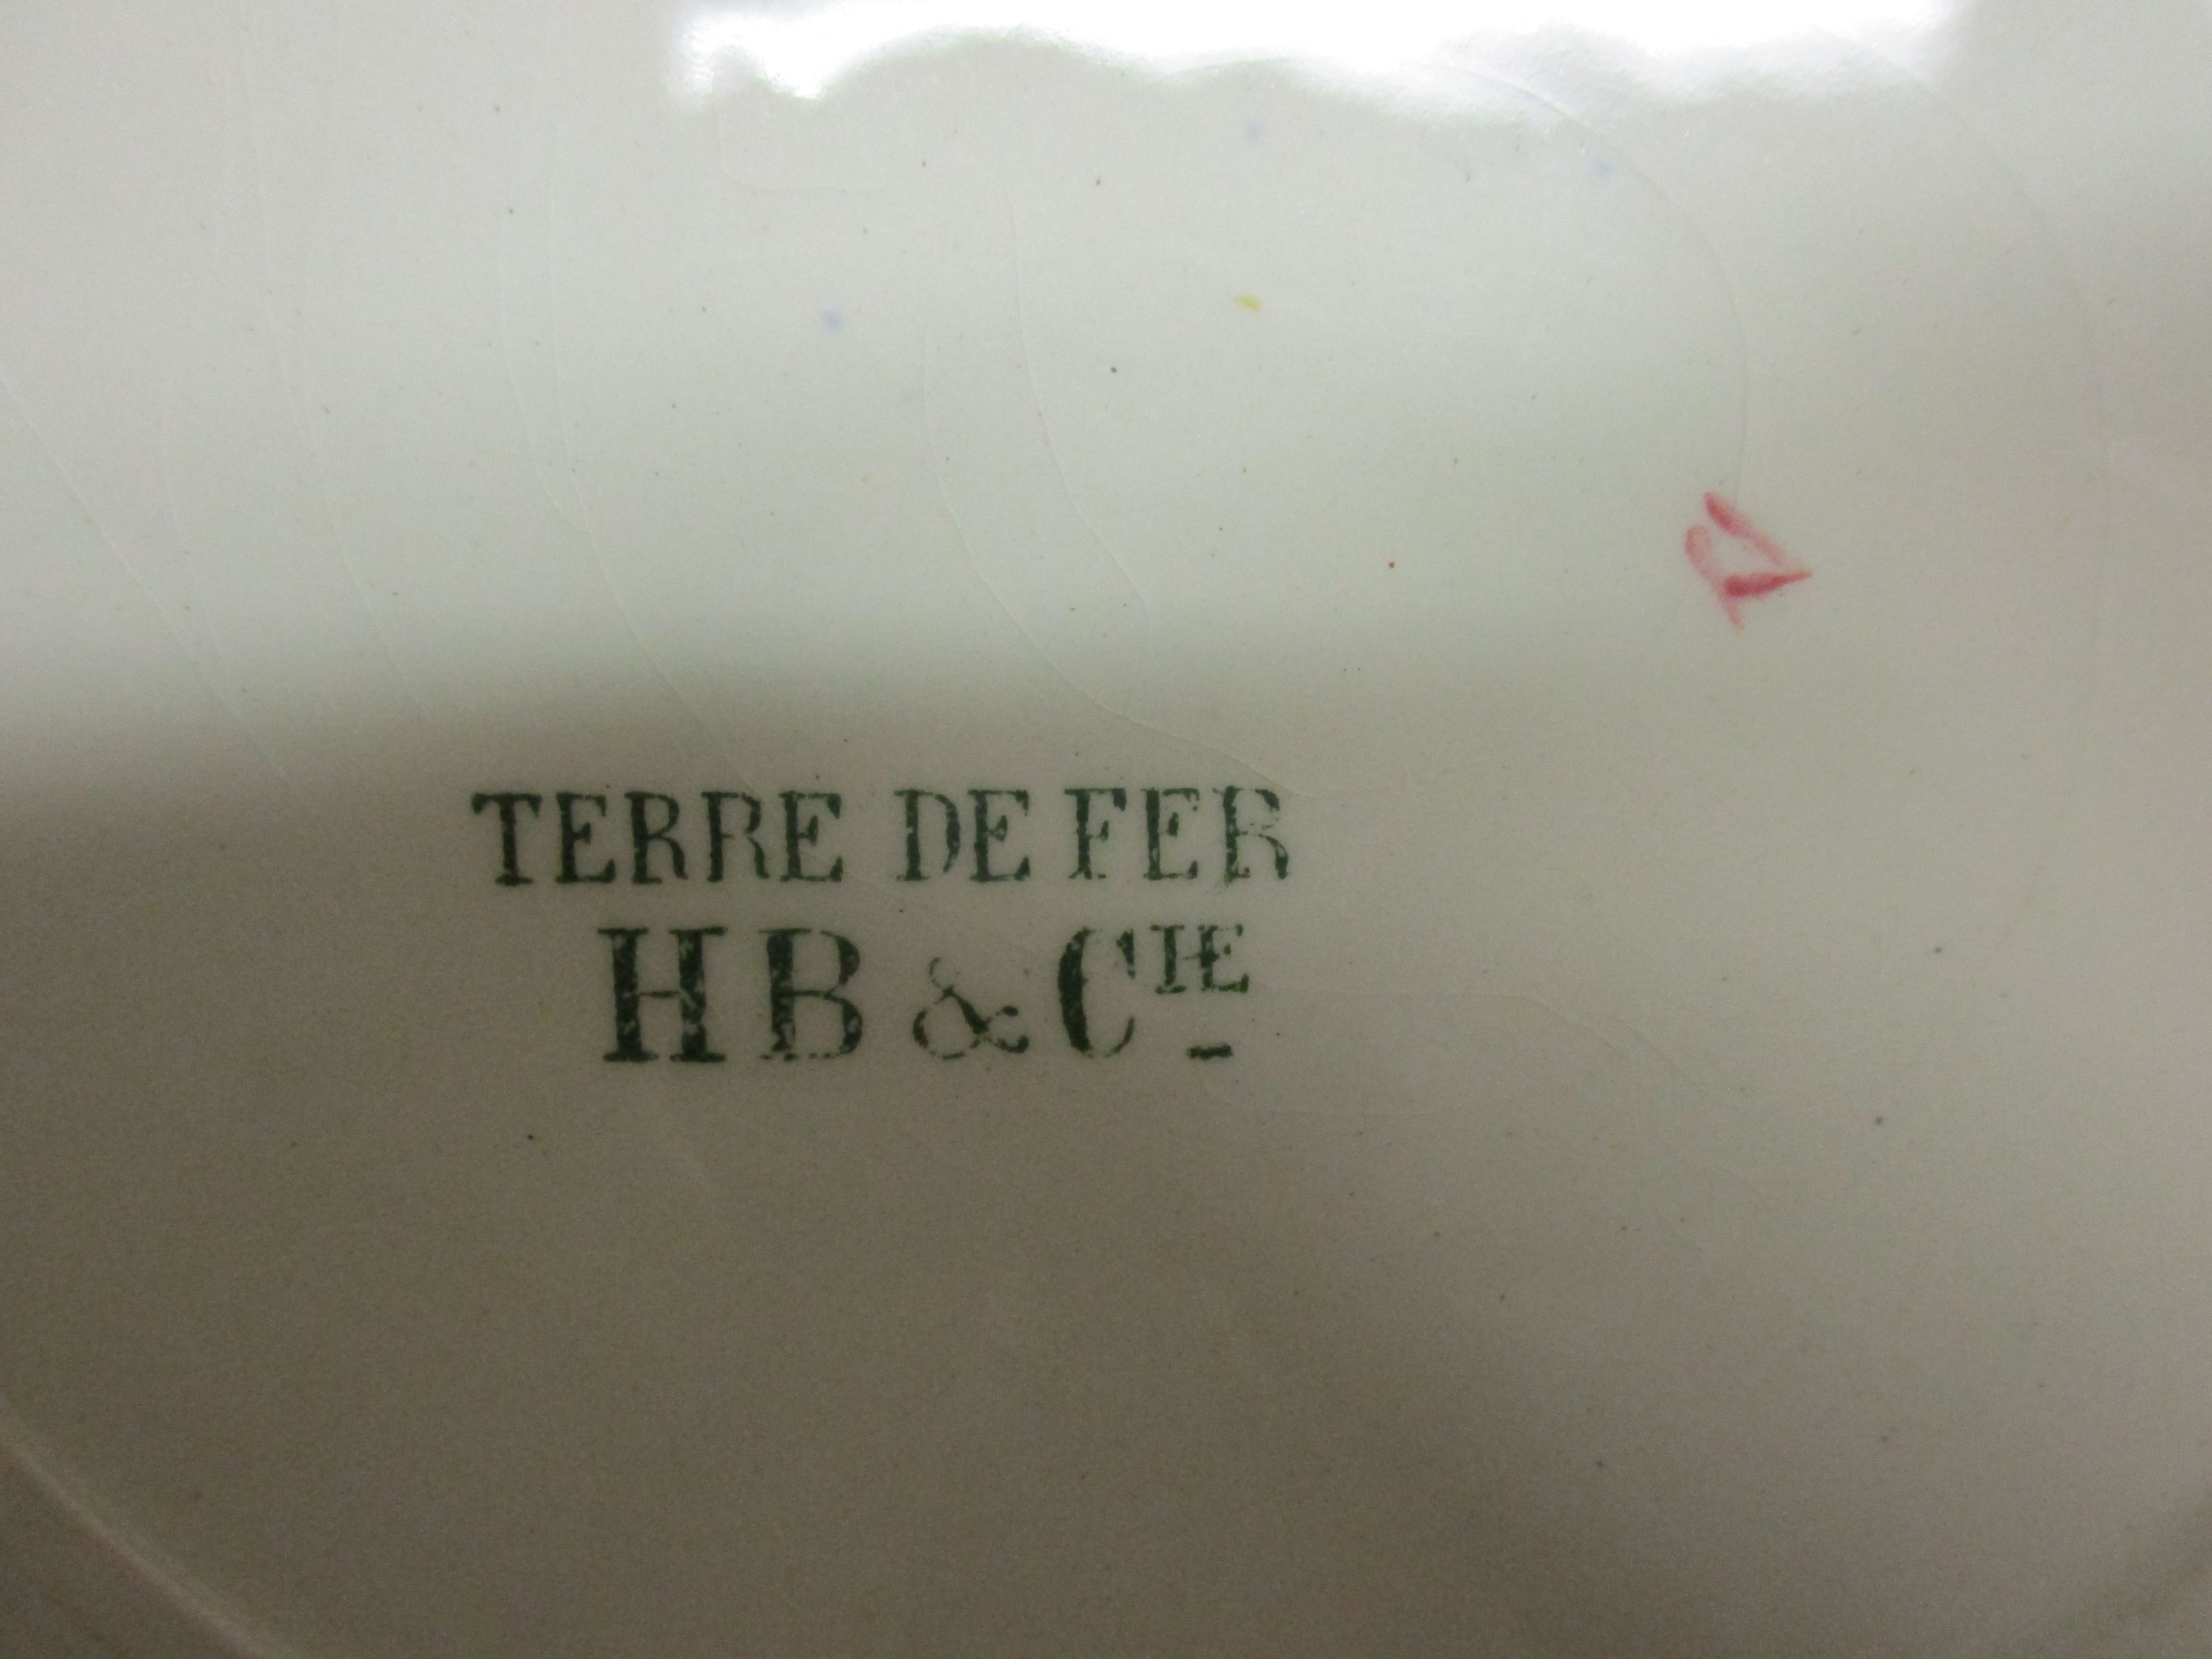 TERRE DE FER
HB & CIE